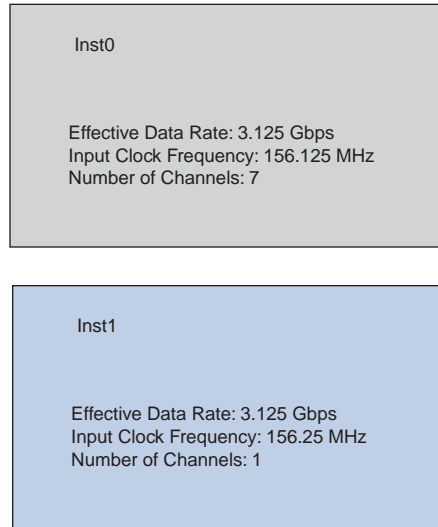 Inst0
Effective Data Rate: 3.125 Gbps
Input Clock Frequency: 156.125 MHz
Number of Channels: 7
Inst1
Effective Data Rate: 3.125 Gbps
Input Clock Frequency: 156.25 MHz
Number of Channels: 1